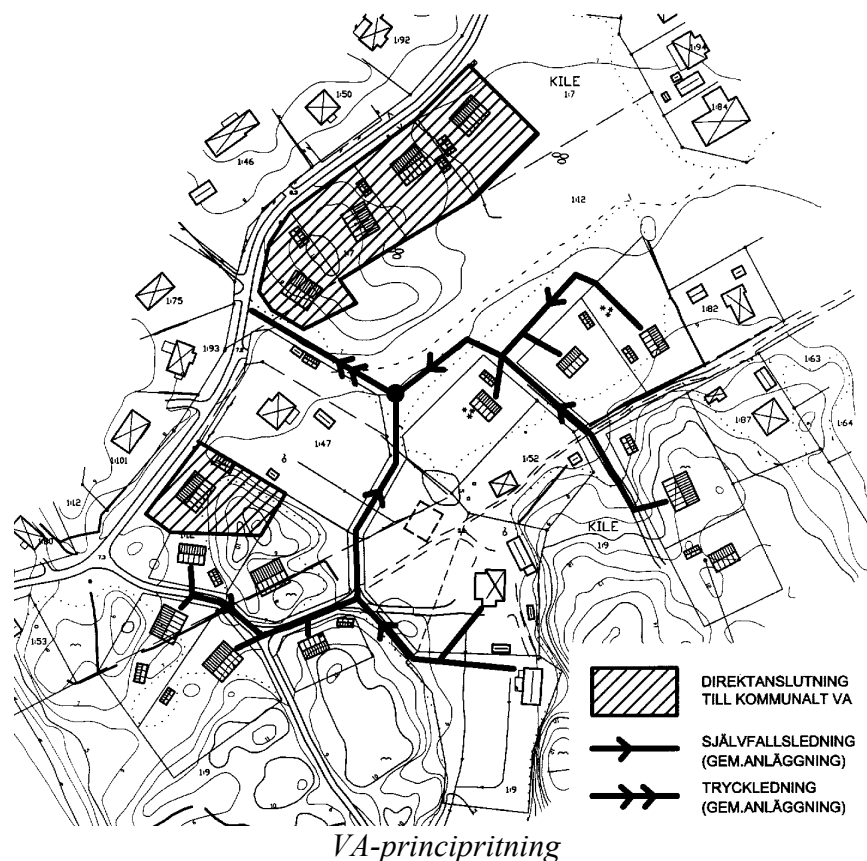 1:92
1:94
KILE
1:7
1:50
1:84
1:46
1:12
1:7
1:75
1:82
1:93
1:63
1:87
1:64
1:47
1:52
1:101
1:12
KILE
1:9
1:53
1:9
1:9
DIREKTANSLUTNING
TILL KOMMUNALT VA
SJÄLVFALLSLEDNING
(GEM.ANLÄGGNING)
TRYCKLEDNING
(GEM.ANLÄGGNING)
VA-principritning